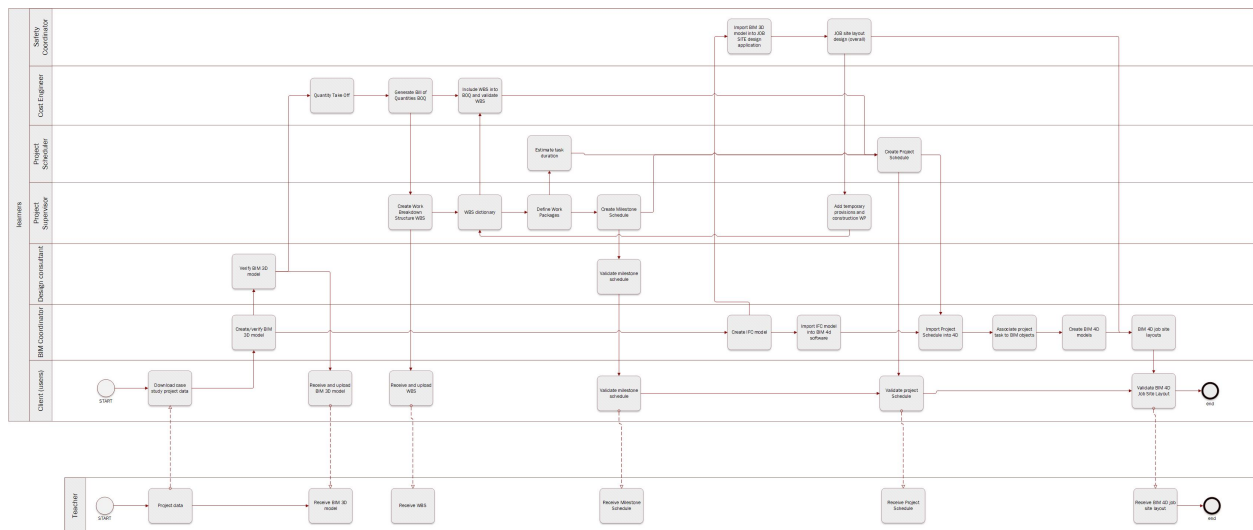 learners
Safety
Coordinator
Import BIM 3D
model into JOB
SITE design
application
JOB site layout
design (overall)
Cost Engineer
Quantity Take Off
Generate Bill of
Quantities BOQ
Include WBS into
BOQ and validate
WBS
Project
Scheduler
Estimate task
duration
Create Project
Schedule
Project
Supervisor
Create Work
Breakdown
Structure WBS
WBS dictionary
Define Work
Packages
Create Milestone
Schedule
Add temporary
provisions and
construction WP
Design consultant
Verify BIM 3D
model
Validate milestone
schedule
BIM Coordinator
Create/verify BIM
3D model
Create IFC model
Import IFC model
into BIM 4d
software
Import Project
Schedule into 4D
Associate project
task to BIM objects
Create BIM 4D
models
BIM 4D job site
layouts
Client (users)
START
Download case
study project data
Receive and upload
BIM 3D model
Receive and upload
WBS
Validate milestone
schedule
Validate project
Schedule
Validate BIM 4D
Job Site Layout
end
Teacher
START
Project data
Receive BIM 3D
model
Receive WBS
Receive Milestone
Schedule
Receive Project
Schedule
Receive BIM 4D job
site layout
end